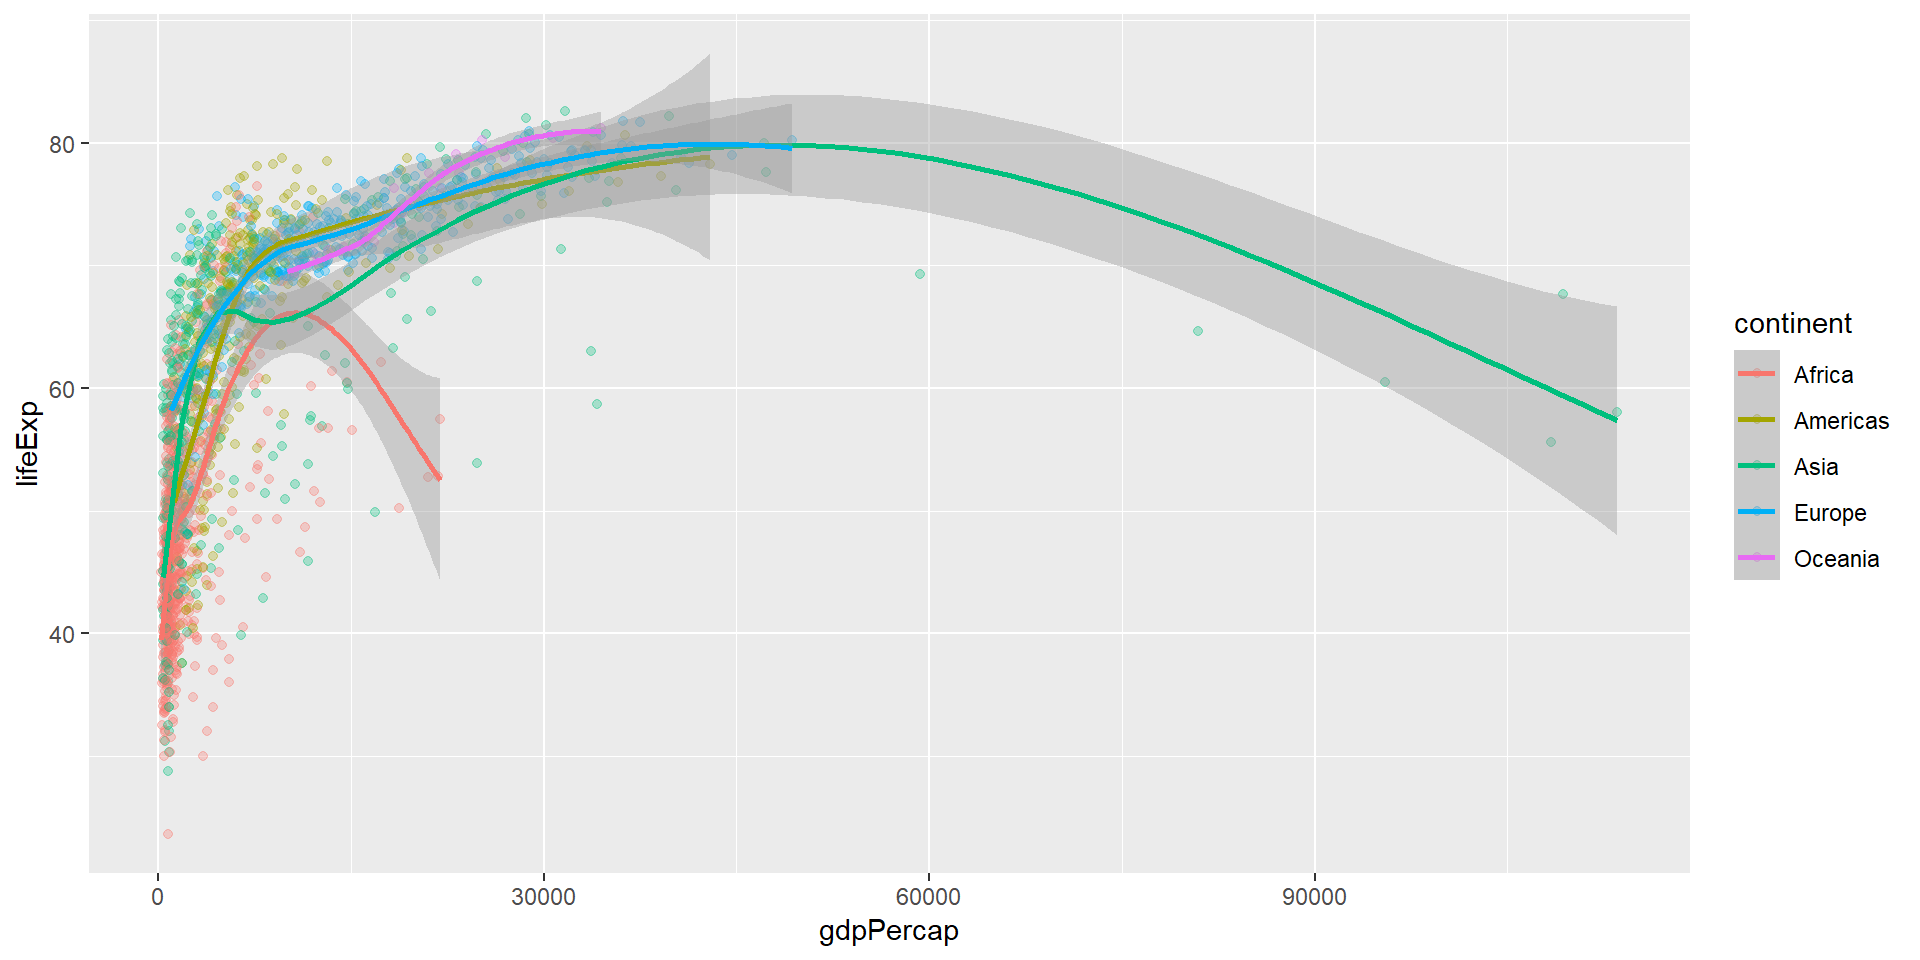 80
60
40
lifeExp
0
30000
60000
90000
gdpPercap
continent
Africa
Americas
Asia
Europe
Oceania